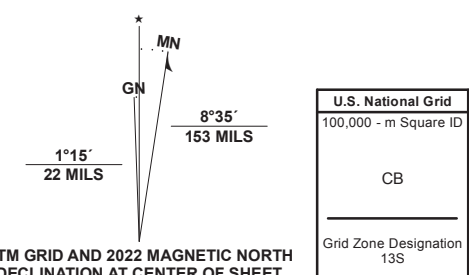 ★
MN
GN
8°35´
153 MILS
1°15´
22 MILS
TM GRID AND 2022 MAGNETIC NORTH
DECLINATION AT CENTER OF SHEET
U.S. National Grid
100,000 - m Square ID
CB
Grid Zone Designation
13S